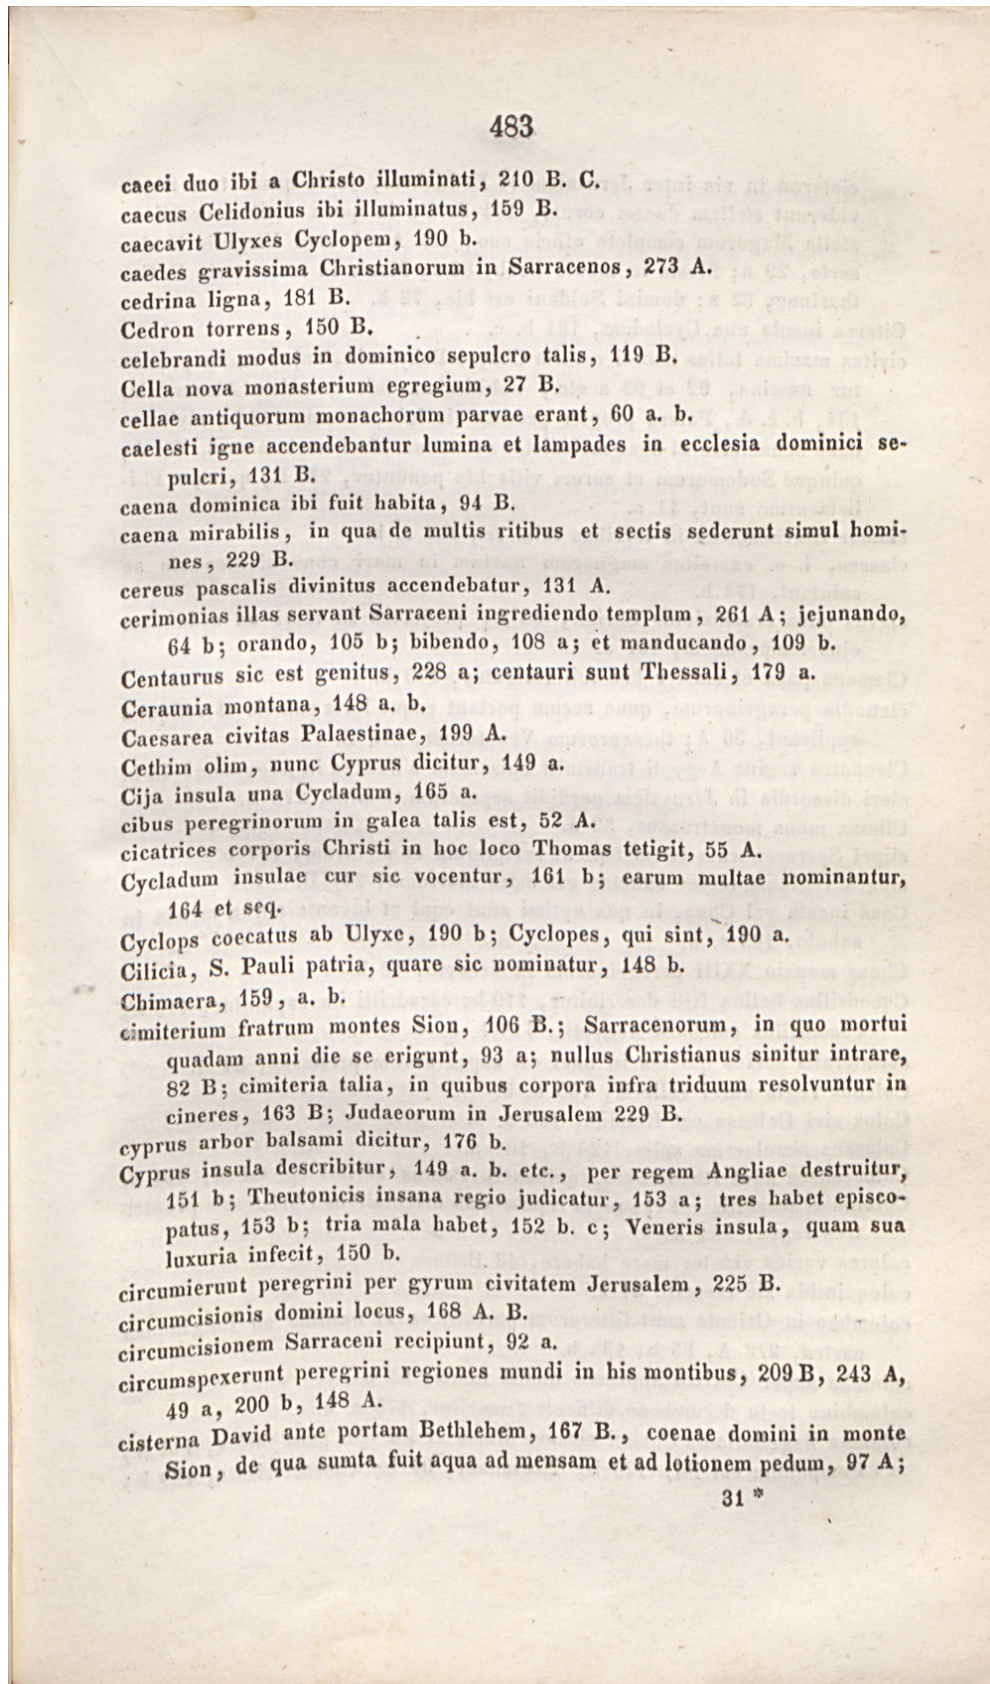 483
caeci duo ibi a Christo illuminati, 210 B. C.
caecus Celidonius ibi illuminatus, 159 B.
caecavit Ulyxes Cyclopem, 190 b.
caedes gravissima Christianorum in Sarracenos, 273 A.
cedrina ligna, 181 B.
Cedron torrens, 150 B.
celebrandi modus in dominico sepulcro talis, 119 B.
Cella nova monasterium egregium, 27 B.
cellae antiquorum monachorum parvae erant, 60 a. b.
caelesti igne accendebantur lumina et lampades in ecclesia dominici se-
pulcri, 131 B.
caena dominica ibi fuit habita, 94 B.
caena mirabilis, in qua de multis ritibus et sectis sederunt simul homi-
nes, 229 B.
cereus pascalis divinitus accendebatur, 131 A.
cerimonias illas servant Sarraceni ingrediendo templum, 261 A; jejunando,
64 b; orando, 105 b; bibendo, 108 a; et manducando, 109 b.
Centaurus sic est genitus, 228 a; centauri sunt Thessali, 179 a.
Ceraunia montana, 148 a. b.
Caesarea civitas Palaestinae, 199 A.
Cethim olim, nunc Cyprus dicitur, 149 a.
Cija insula una Cycladum, 165 a.
cibus peregrinorum in galea talis est, 52 A.
cicatrices corporis Christi in hoc loco Thomas tetigit, 55 A.
Cycladum insulae cur sic vocentur, 161 b; earum multae nominantur,
164 et seq.
Cyclops coecatus ab Ulyxe, 190 b; Cyclopes, qui sint, 190 a.
Cilicia, S. Pauli patria, quare sic nominatur, 148 b.
Chimaera, 159, a. b.
cimiterium fratrum montes Sion, 106 B.; Sarracenorum, in quo mortui
quadam anni die se erigunt, 93 a; nullus Christianus sinitur intrare,
82 B; cimiteria talia, in quibus corpora infra triduum resolvuntur in
cineres, 163 B; Judaeorum in Jerusalem 229 B.
cyprus arbor balsami dicitur, 176 b.
Cyprus insula describitur, 149 a. b. etc., per regem Angliae destruitur,
151 b; Theutonicis insana regio judicatur, 153 a; tres habet episco-
patus, 153 b; tria mala habet, 152 b. c; Veneris insula, quam sua
luxuria infecit, 150 b.
circumierunt peregrini per gyrum civitatem Jerusalem, 225 B.
circumcisionis domini locus, 168 A. B.
circumcisionem Sarraceni recipiunt, 92 a.
circumspexerunt peregrini regiones mundi in his montibus, 209 B, 243 A,
49 a, 200 b, 148 A.
cisterna David ante portam Bethlehem, 167 B., coenae domini in monte
Sion, de qua sumta fuit aqua ad mensam et ad lotionem pedum, 97 A;
31 *